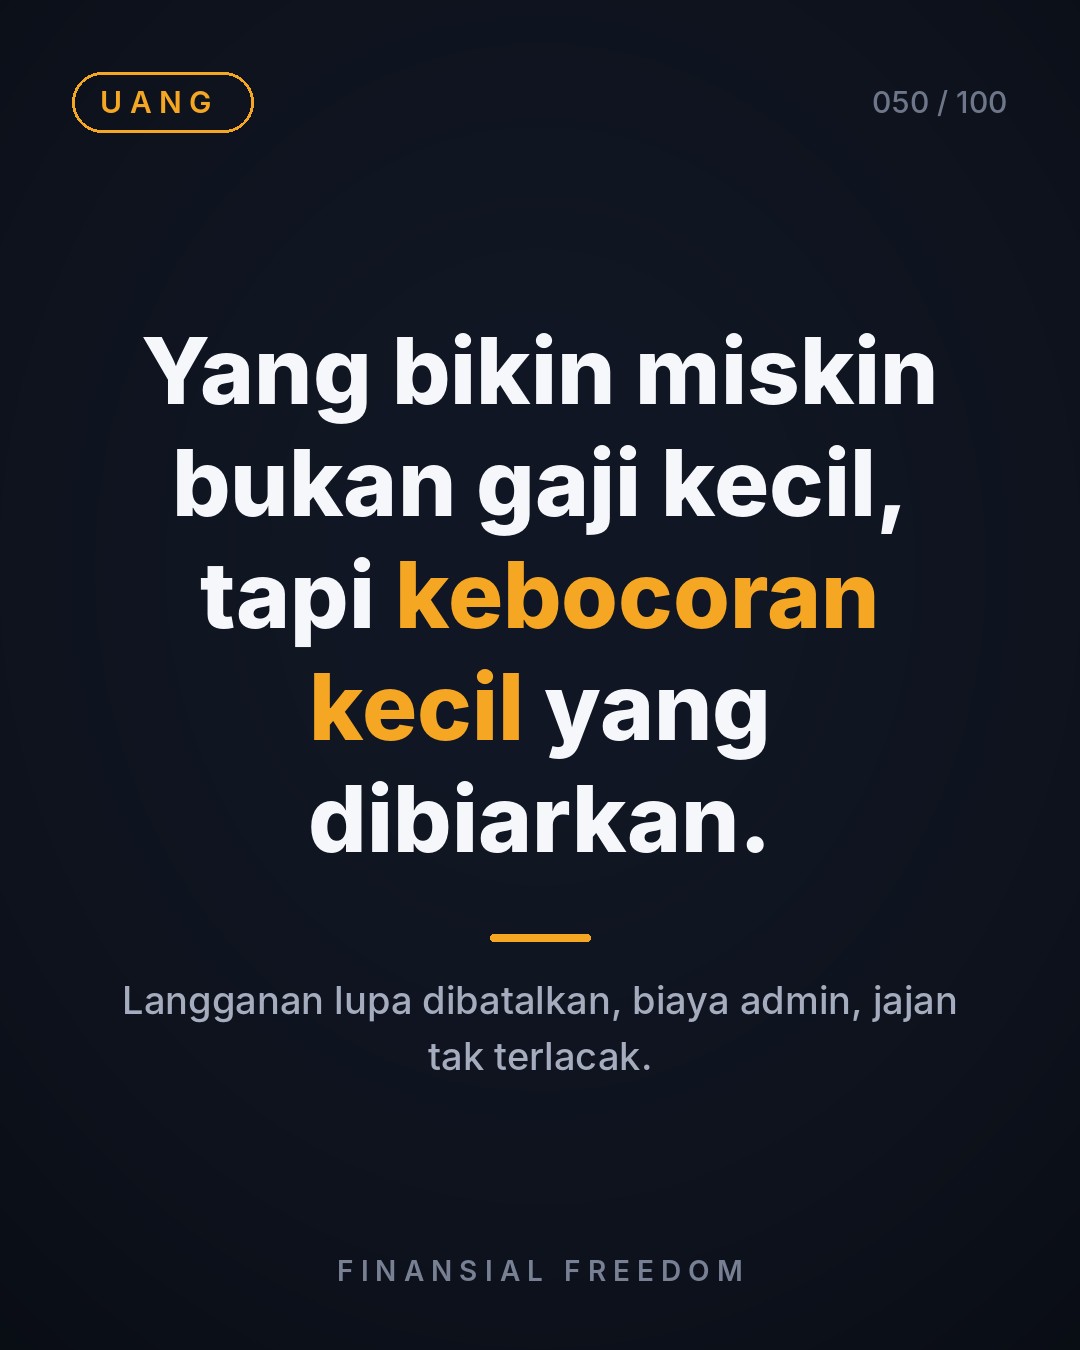 UANG
050 / 100
Yang bikin miskin
bukan gaji kecil,
tapi kebocoran
kecil yang
dibiarkan.
Langganan lupa dibatalkan, biaya admin, jajan
tak terlacak.
FINANSIAL FREEDOM